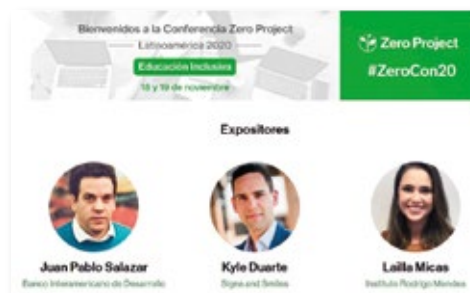 Bienvenidos a la Conferencia Zero Project
Latinoamérica 2020
Educación Inclusiva
18 y 19 de noviembre
Zero Project
#ZeroCon20
Expositores
Juan Pablo Salazar
Kyle Duarte
Lailla Micas
Banco Interamericano de Desarrollo
Signs and Smiles
Instituto Rodrigo Mendes